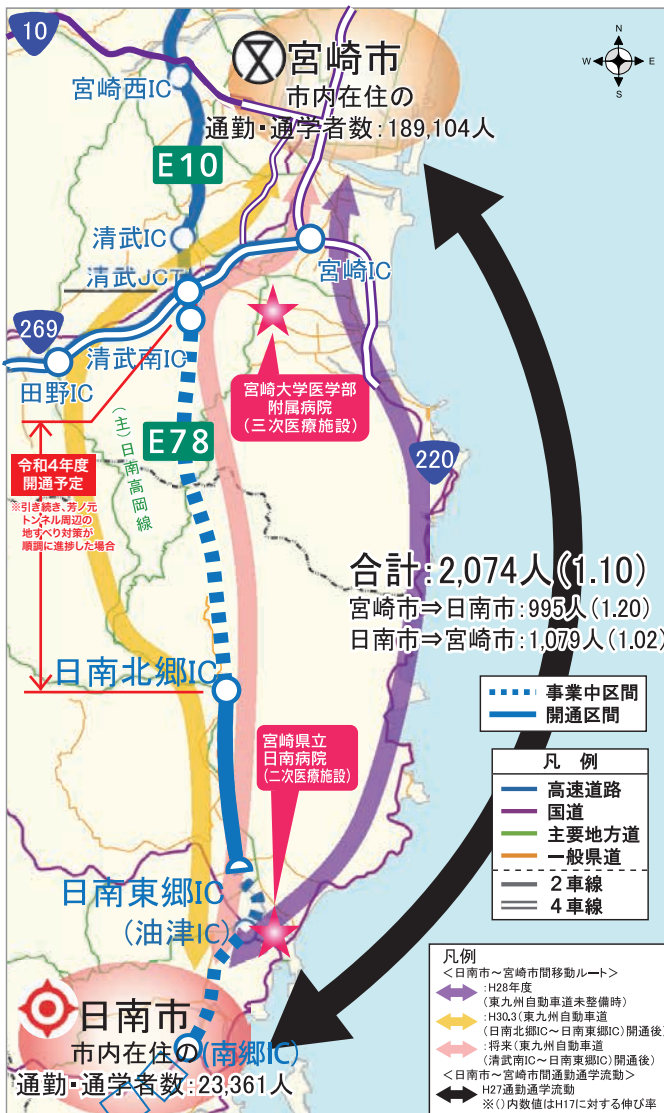 10
N
W
E
S
宮崎市
市内在住の
通勤・通学者数:189,104人
宮崎西IC
E10
清武IC
宮崎IC
清武JCT
269
清武南IC
田野IC
宮崎大学医学部
附属病院
(三次医療施設)
(主)日南高岡線
E78
220
令和4年度
開通予定
※引き続き、芳ノ元
トンネル周辺の
地すべり対策が
順調に進捗した場合
合計:2,074人(1.10)
宮崎市⇒日南市:995人(1.20)
日南市⇒宮崎市:1,079人(1.02)
日南北郷IC
事業中区間
開通区間
宮崎県立
日南病院
(二次医療施設)
凡 例
高速道路
国道
主要地方道
一般県道
2車線
4車線
日南東郷IC
(油津IC)
日南市
市内在住の(南郷IC)
通勤・通学者数:23,361人
凡例
<日南市~宮崎市間移動ルート>
:H28年度
(東九州自動車道未整備時)
:H30.3(東九州自動車道
(日南北郷IC~日南東郷IC)開通後)
:将来(東九州自動車道
(清武南IC~日南東郷IC)開通後)
<日南市~宮崎市間通勤通学流動>
H27通勤通学流動
※()内数値はH17に対する伸び率